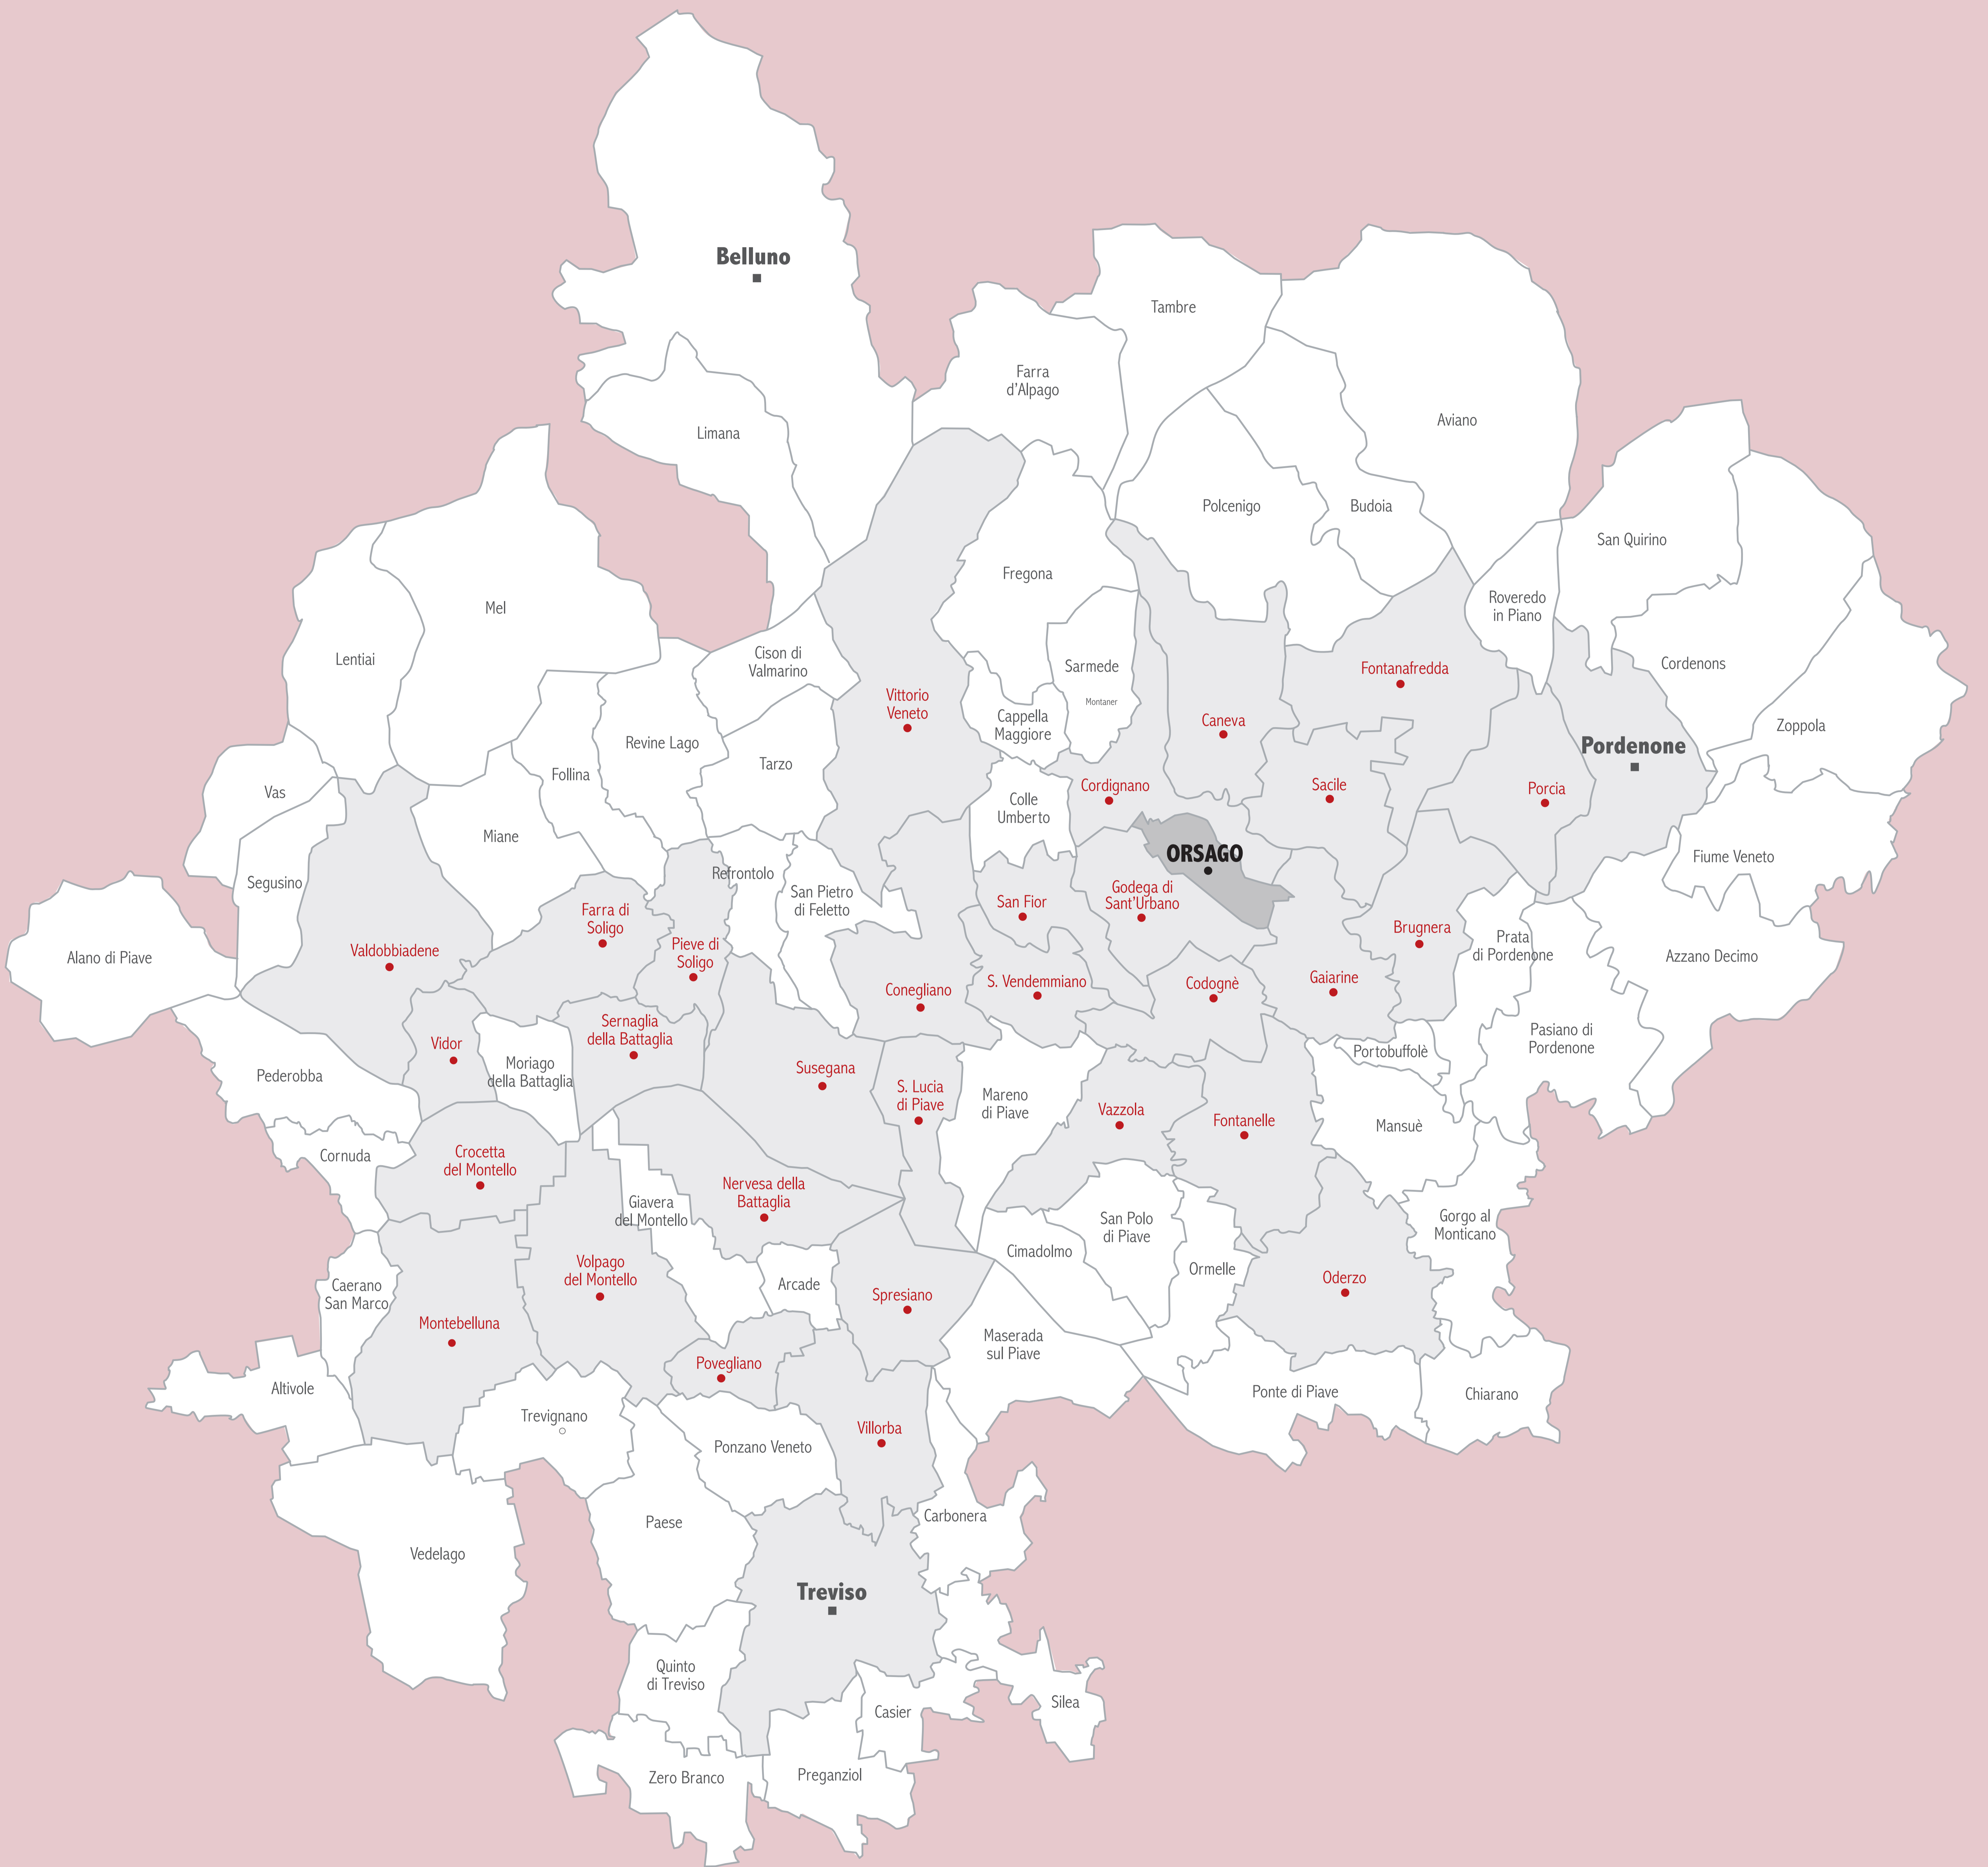 Belluno
Tambre
Farra
d'Alpago
Aviano
Limana
Polcenigo
Budoia
San Quirino
Fregona
Roveredo
in Piano
Mel
Lentiai
Cison di
Valmarino
Sarmede
Montaner
Fontanafredda
Cordenons
Vittorio
Veneto
Cappella
Maggiore
Caneva
Zoppola
Revine Lago
Pordenone
Tarzo
Follina
Vas
Cordignano
Sacile
Porcia
Colle
Umberto
Miane
ORSAGO
Fiume Veneto
Segusino
Refrontolo
San Pietro
di Feletto
San Fior
Godega di
Sant'Urbano
Farra di
Soligo
Brugnera
Prata
di Pordenone
Azzano Decimo
Alano di Piave
Valdobbiadene
Pieve di
Soligo
Conegliano
S. Vendemmiano
Codognè
Gaiarine
Vidor
Sernaglia
della Battaglia
Moriago
della Battaglia
Pasiano di
Pordenone
Portobuffolè
Pederobba
Susegana
S. Lucia
di Piave
Mareno
di Piave
Vazzola
Fontanelle
Mansuè
Cornuda
Crocetta
del Montello
Nervesa della
Battaglia
Giavera
del Montello
San Polo
di Piave
Gorgo al
Monticano
Cimadolmo
Ormelle
Oderzo
Volpago
del Montello
Arcade
Spresiano
Caerano
San Marco
Montebelluna
Maserada
sul Piave
Povegliano
Altivole
Ponte di Piave
Chiarano
Trevignano
Villorba
Ponzano Veneto
Carbonera
Paese
Vedelago
Treviso
Quinto
di Treviso
Silea
Casier
Zero Branco
Preganziol